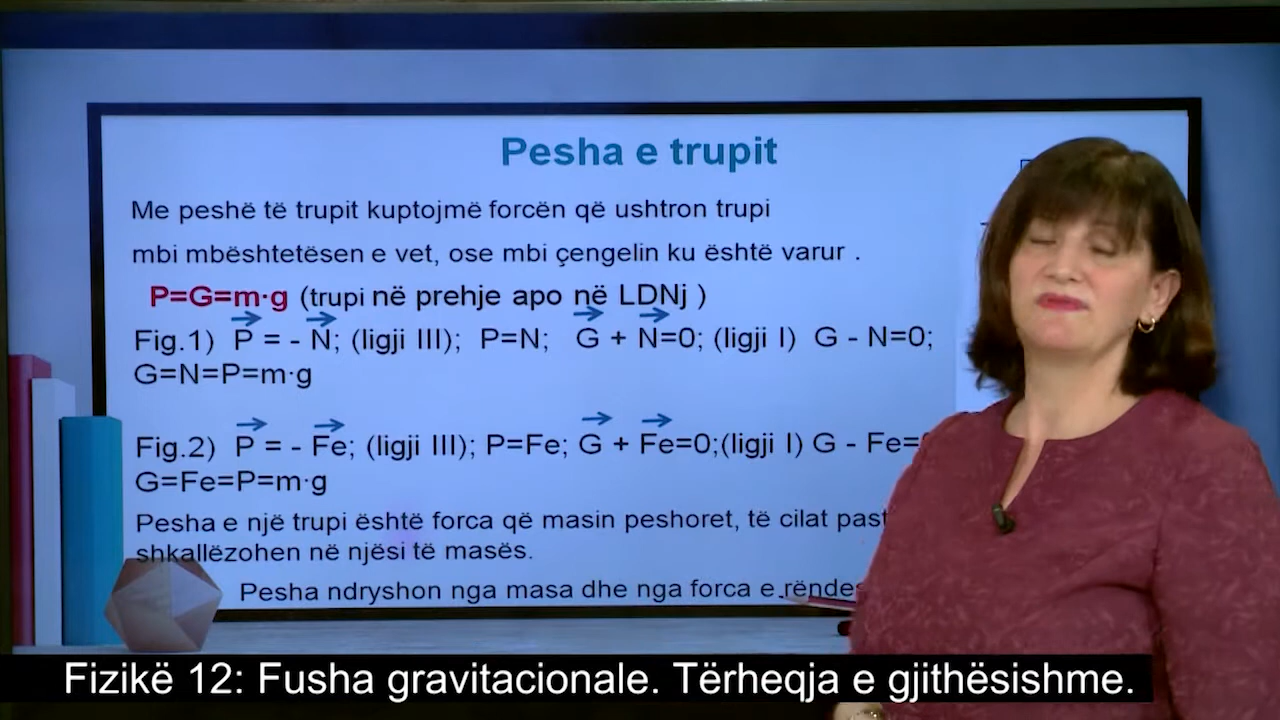 Pesha e trupit
Me peshë të trupit kuptojmë forcën që ushtron trupi
mbi mbështetësen e vet, ose mbi çengelin ku është varur .
P=G=m·g (trupi në prehje apo në LDNj )
Fig.1) P = - N; (ligji III); P=N; G + N=0; (ligji I) G - N=0;
G=N=P=m·g
Fig.2) P = - Fe; (ligji III); P=Fe; G + Fe=0;(ligji I) G - Fe=
G=Fe=P=m·g
Pesha e një trupi është forca që masin peshoret, të cilat
shkallëzohen në njësi të masës.
Pesha ndryshon nga masa dhe nga forca e
Fizikë 12: Fusha gravitacionale. Tërheqja e gjithësishme.